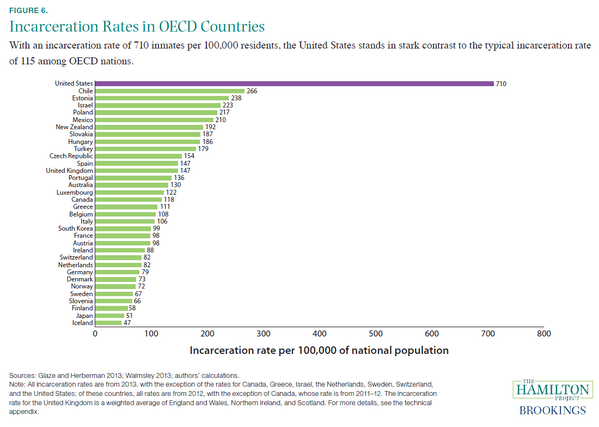 FIGURE 6.
Incarceration Rates in OECD Countries
With an incarceration rate of 710 inmates per 100,000 residents, the United States stands in stark contrast to the typical incarceration rate
of 115 among OECD nations.
United States 710
Chile 266
Estonia 238
Israel 223
Poland 217
Mexico 210
New Zealand 192
Slovakia 187
Hungary 186
Turkey 179
Czech Republic 154
Spain 147
United Kingdom 147
Portugal 136
Australia 130
Luxembourg 122
Canada 118
Greece 111
Belgium 108
Italy 106
South Korea 99
France 98
Austria 98
Ireland 88
Switzerland 82
Netherlands 82
Germany 79
Denmark 73
Norway 72
Sweden 67
Slovenia 66
Finland 58
Japan 51
Iceland 47
0 100 200 300 400 500 600 700 800
Incarceration rate per 100,000 of national population
Sources: Glaze and Herberman 2013; Walmsley 2013; authors' calculations.
Note: All incarceration rates are from 2013, with the exception of the rates for Canada, Greece, Israel, the Netherlands, Sweden, Switzerland,
and the United States; of these countries, all rates are from 2012, with the exception of Canada, whose rate is from 2011–12. The incarceration
rate for the United Kingdom is a weighted average of England and Wales, Northern Ireland, and Scotland. For more details, see the technical
appendix.
THE
HAMILTON
PROJECT
BROOKINGS